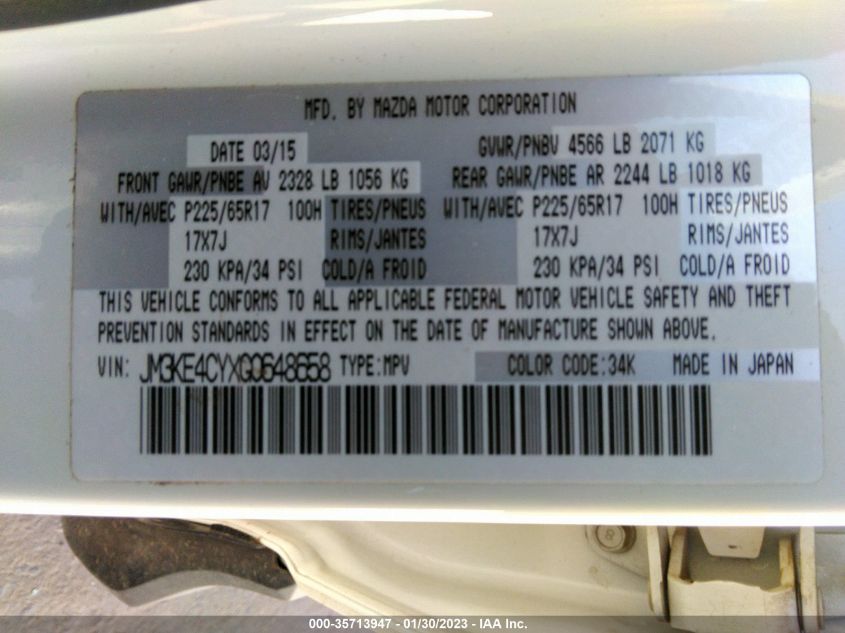 MFD. BY MAZDA MOTOR CORPORATION
DATE 03/15 GVWR/PNBV 4566 LB 2071 KG
FRONT GAWR/PNBE AV 2328 LB 1056 KG REAR GAWR/PNBE AR 2244 LB 1018 KG
WITH/AVEC P225/65R17 100H TIRES/PNEUS WITH/AVEC P225/65R17 100H TIRES/PNEUS
17X7J RIMS/JANTES 17X7J RIMS/JANTES
230 KPA/34 PSI COLD/A FROID 230 KPA/34 PSI COLD/A FROID
THIS VEHICLE CONFORMS TO ALL APPLICABLE FEDERAL MOTOR VEHICLE SAFETY AND THEFT
PREVENTION STANDARDS IN EFFECT ON THE DATE OF MANUFACTURE SHOWN ABOVE.
VIN: JM3KE4CYXG0648658 TYPE:MPV COLOR CODE:34K MADE IN JAPAN
8
000-35713947 - 01/30/2023 - IAA Inc.